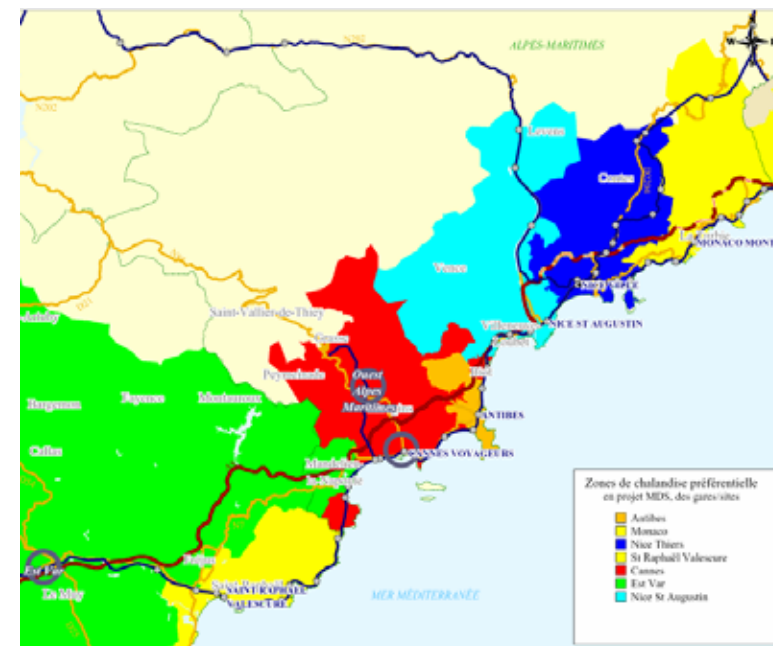 ALPES-MARITIMES
N202
N202
W
Levens
Contes
Vence
MONACO MONT
NICE ST AUGUSTIN
Saint-Vallier-de-Thiey
Grasse
Villeneuve
Loubet
Ouest
Alpes
Maritimes
Peymeinade
Fayence
Montauroux
Bargemon
Callas
ANTIBES
CANNES VOYAGEURS
Mandelieu
la-Napoule
Fréjus
Est Var
Le Muy
Saint-Raphaël
SAINT RAPHAEL
VALESCURE
MER MÉDITERRANÉE
Zones de chalandise préférentielle
en projet MDS, des gares/sites
Antibes
Monaco
Nice Thiers
St Raphaël Valescure
Cannes
Est Var
Nice St Augustin